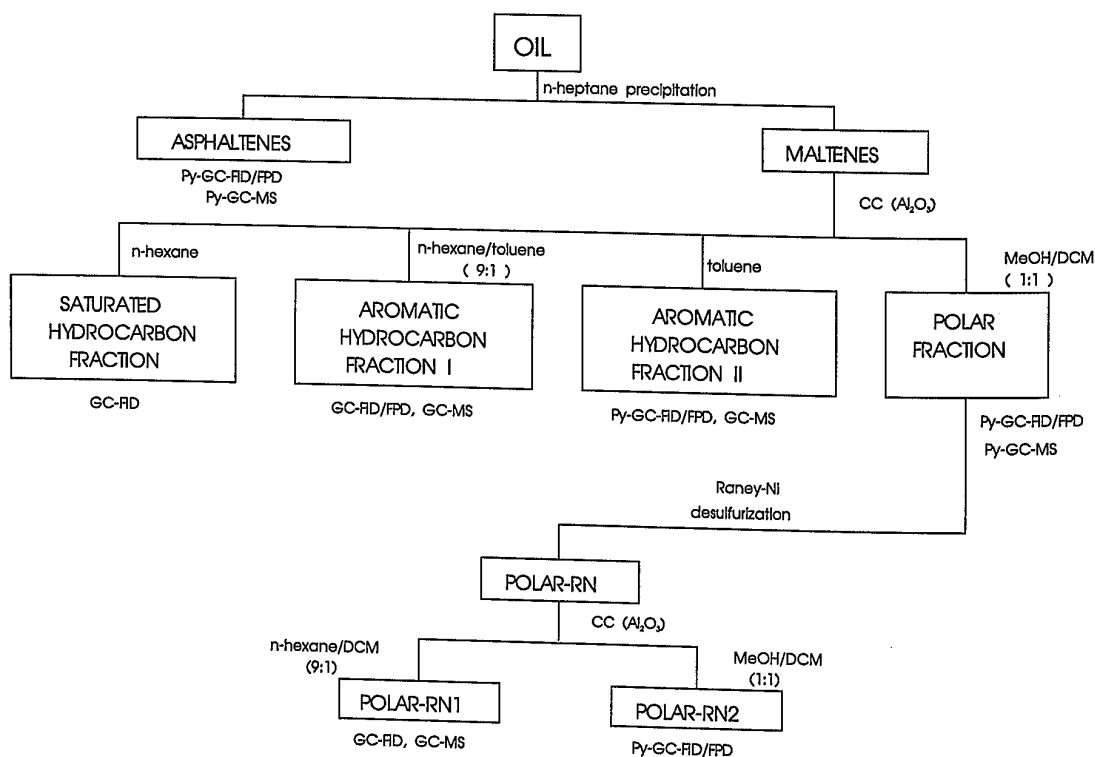 OIL
n-heptane precipitation
ASPHALTENES
MALTENES
Py-GC-FID/FPD
Py-GC-MS
CC (Al₂O₃)
n-hexane
n-hexane/toluene
( 9:1 )
toluene
MeOH/DCM
( 1:1 )
SATURATED
HYDROCARBON
FRACTION
AROMATIC
HYDROCARBON
FRACTION I
AROMATIC
HYDROCARBON
FRACTION II
POLAR
FRACTION
GC-FID
GC-FID/FPD, GC-MS
Py-GC-FID/FPD, GC-MS
Py-GC-FID/FPD
Py-GC-MS
Raney-Ni
desulfurization
POLAR-RN
CC (Al₂O₃)
n-hexane/DCM
(9:1)
MeOH/DCM
(1:1)
POLAR-RN1
POLAR-RN2
GC-FID, GC-MS
Py-GC-FID/FPD